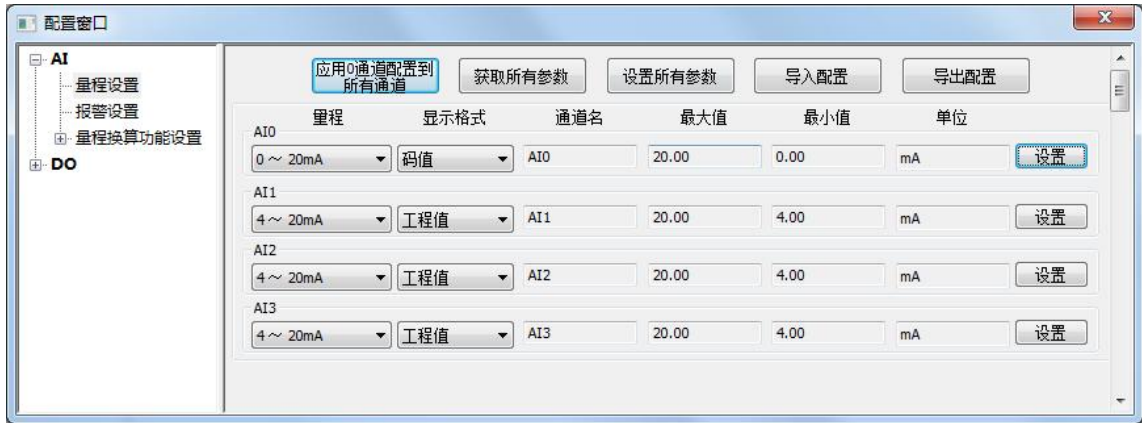 配置窗口
AI
量程设置
报警设置
量程换算功能设置
DO
应用0通道配置到
所有通道
获取所有参数
设置所有参数
导入配置
导出配置
里程 显示格式 通道名 最大值 最小值 单位
AI0
0～ 20mA 码值 AI0 20.00 0.00 mA 设置
AI1
4～ 20mA 工程值 AI1 20.00 4.00 mA 设置
AI2
4～ 20mA 工程值 AI2 20.00 4.00 mA 设置
AI3
4～ 20mA 工程值 AI3 20.00 4.00 mA 设置